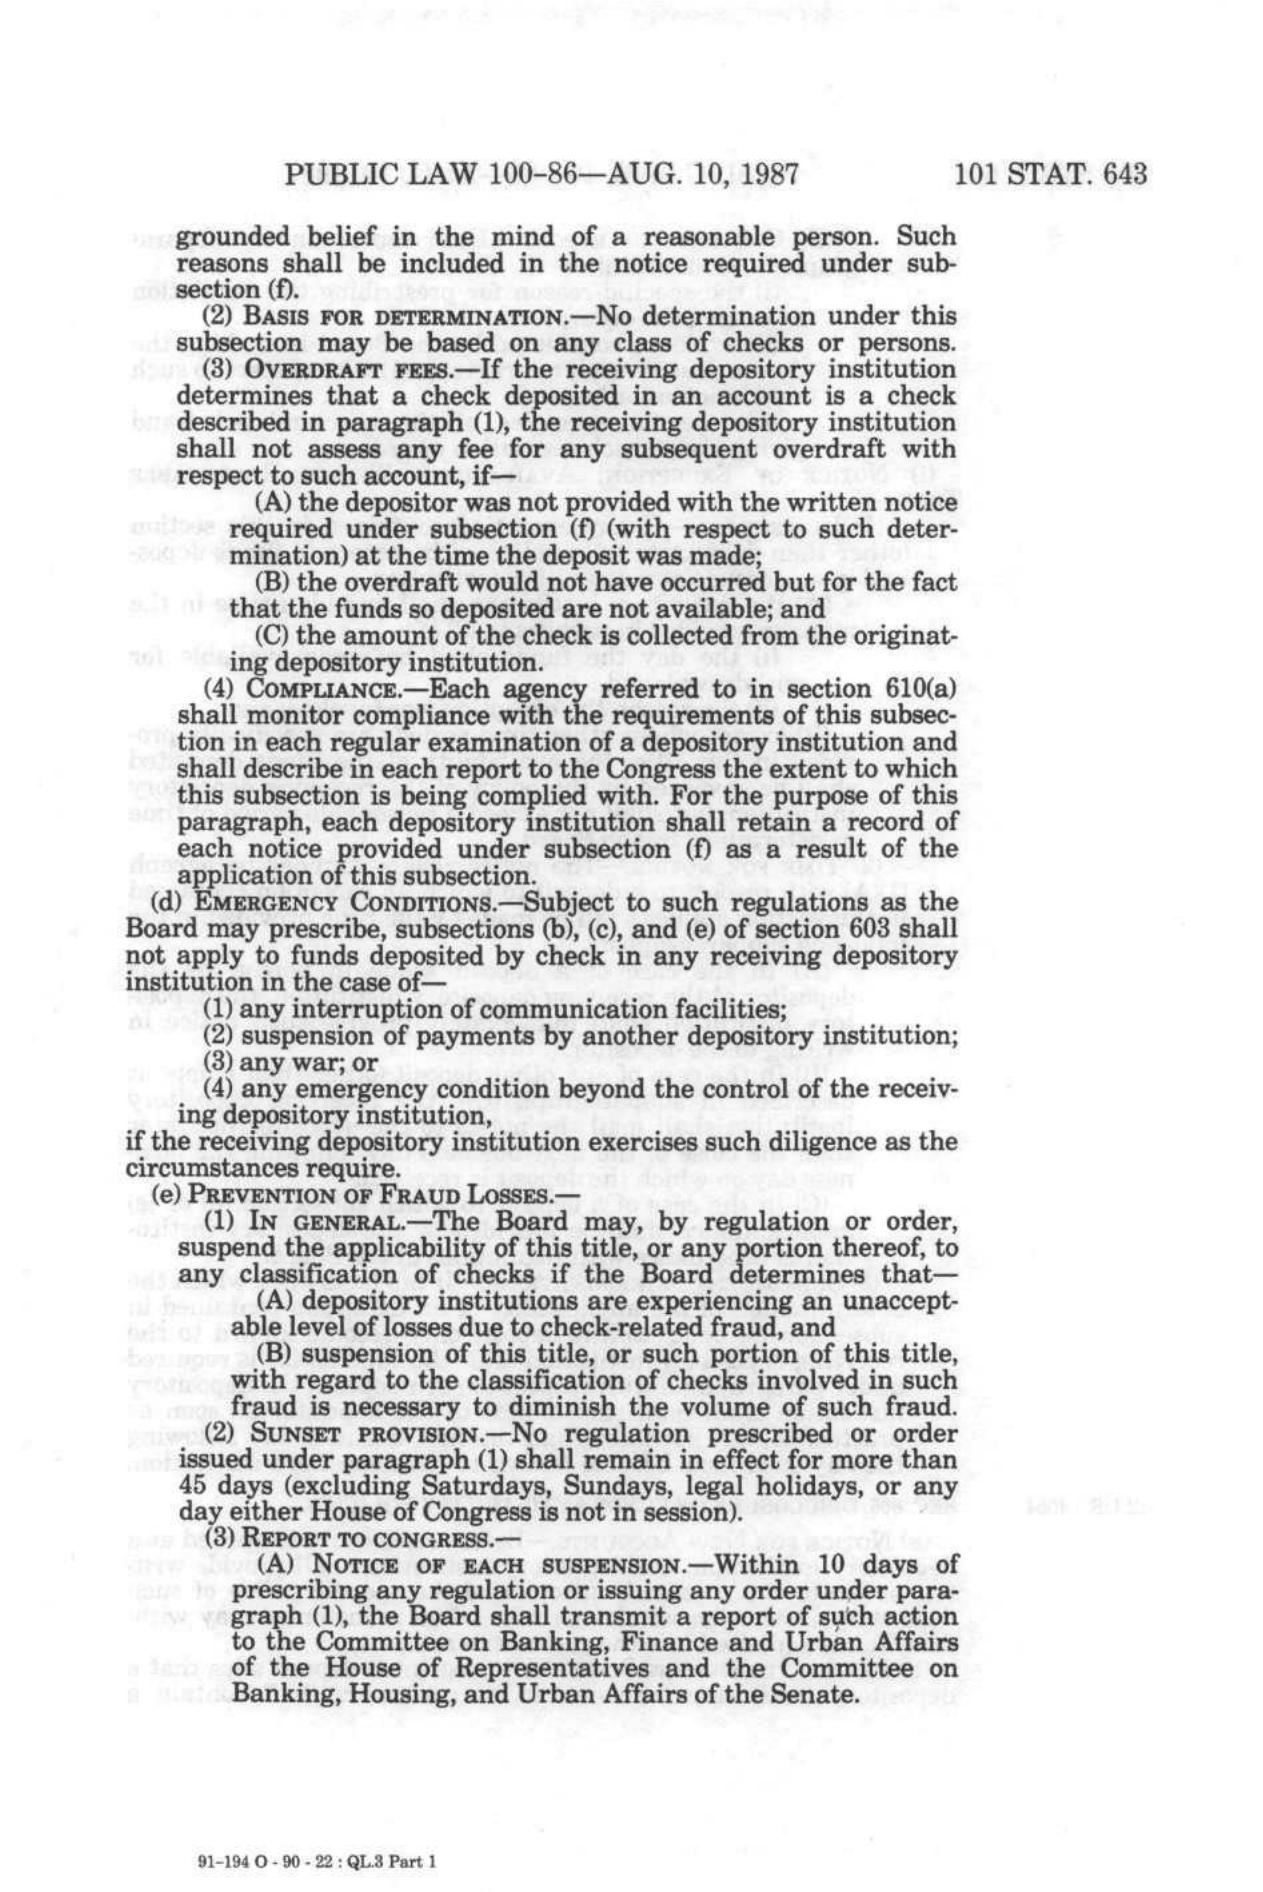 PUBLIC LAW 100-86—AUG. 10, 1987 101 STAT. 643
grounded belief in the mind of a reasonable person. Such
reasons shall be included in the notice required under sub-
section (f).
(2) BASIS FOR DETERMINATION.—No determination under this
subsection may be based on any class of checks or persons.
(3) OVERDRAFT FEES.—If the receiving depository institution
determines that a check deposited in an account is a check
described in paragraph (1), the receiving depository institution
shall not assess any fee for any subsequent overdraft with
respect to such account, if—
(A) the depositor was not provided with the written notice
required under subsection (f) (with respect to such deter-
mination) at the time the deposit was made;
(B) the overdraft would not have occurred but for the fact
that the funds so deposited are not available; and
(C) the amount of the check is collected from the originat-
ing depository institution.
(4) COMPLIANCE.—Each agency referred to in section 610(a)
shall monitor compliance with the requirements of this subsec-
tion in each regular examination of a depository institution and
shall describe in each report to the Congress the extent to which
this subsection is being complied with. For the purpose of this
paragraph, each depository institution shall retain a record of
each notice provided under subsection (f) as a result of the
application of this subsection.
(d) EMERGENCY CONDITIONS.—Subject to such regulations as the
Board may prescribe, subsections (b), (c), and (e) of section 603 shall
not apply to funds deposited by check in any receiving depository
institution in the case of—
(1) any interruption of communication facilities;
(2) suspension of payments by another depository institution;
(3) any war; or
(4) any emergency condition beyond the control of the receiv-
ing depository institution,
if the receiving depository institution exercises such diligence as the
circumstances require.
(e) PREVENTION OF FRAUD LOSSES.—
(1) IN GENERAL.—The Board may, by regulation or order,
suspend the applicability of this title, or any portion thereof, to
any classification of checks if the Board determines that—
(A) depository institutions are experiencing an unaccept-
able level of losses due to check-related fraud, and
(B) suspension of this title, or such portion of this title,
with regard to the classification of checks involved in such
fraud is necessary to diminish the volume of such fraud.
(2) SUNSET PROVISION.—No regulation prescribed or order
issued under paragraph (1) shall remain in effect for more than
45 days (excluding Saturdays, Sundays, legal holidays, or any
day either House of Congress is not in session).
(3) REPORT TO CONGRESS.—
(A) NOTICE OF EACH SUSPENSION.—Within 10 days of
prescribing any regulation or issuing any order under para-
graph (1), the Board shall transmit a report of such action
to the Committee on Banking, Finance and Urban Affairs
of the House of Representatives and the Committee on
Banking, Housing, and Urban Affairs of the Senate.
91-194 O - 90 - 22 : QL.3 Part 1